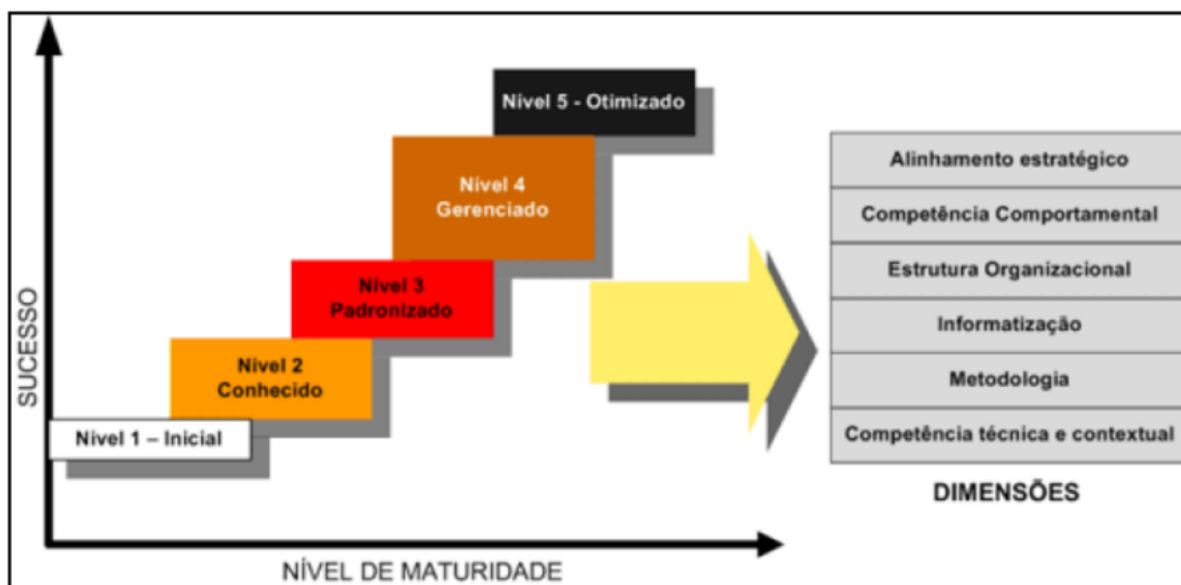 SUCESSO
Nível 5 - Otimizado
Nível 4
Gerenciado
Nível 3
Padronizado
Nível 2
Conhecido
Nível 1 – Inicial
NÍVEL DE MATURIDADE
Alinhamento estratégico
Competência Comportamental
Estrutura Organizacional
Informatização
Metodologia
Competência técnica e contextual
DIMENSÕES